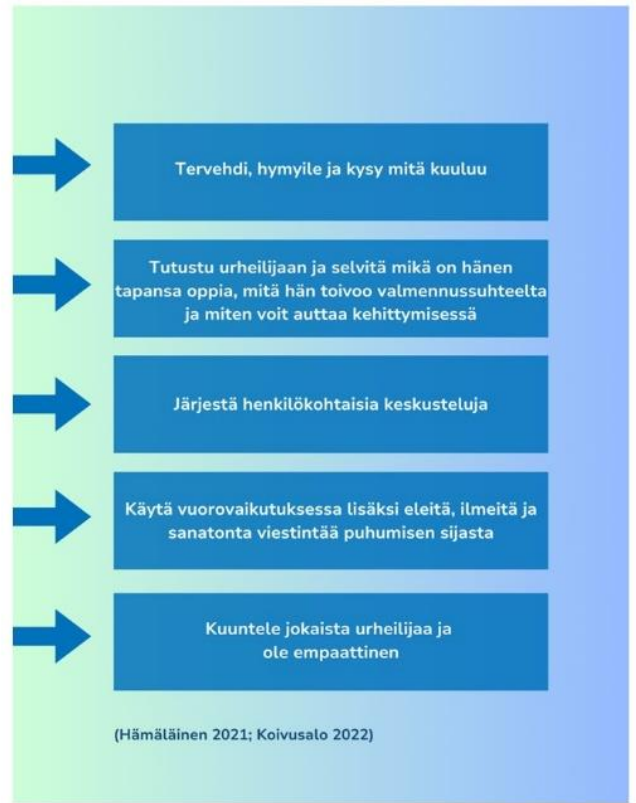 Tervehdi, hymyile ja kysy mitä kuuluu
Tutustu urheilijaan ja selvitä mikä on hänen
tapansa oppia, mitä hän toivoo valmennussuhteelta
ja miten voit auttaa kehittymisessä
Järjestä henkilökohtaisia keskusteluja
Käytä vuorovaikutuksessa lisäksi eleitä, ilmeitä ja
sanatonta viestintää puhumisen sijasta
Kuuntele jokaista urheilijaa ja
ole empaattinen
(Hämäläinen 2021; Koivusalo 2022)